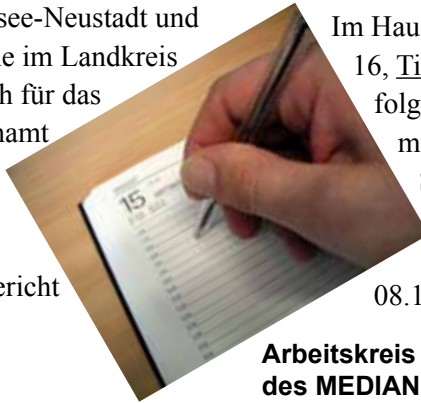 see-Neustadt und
e im Landkreis
h für das
amt
ericht
15
Im Hau
16, Ti
folg
m
08.1
Arbeitskreis
des MEDIAN